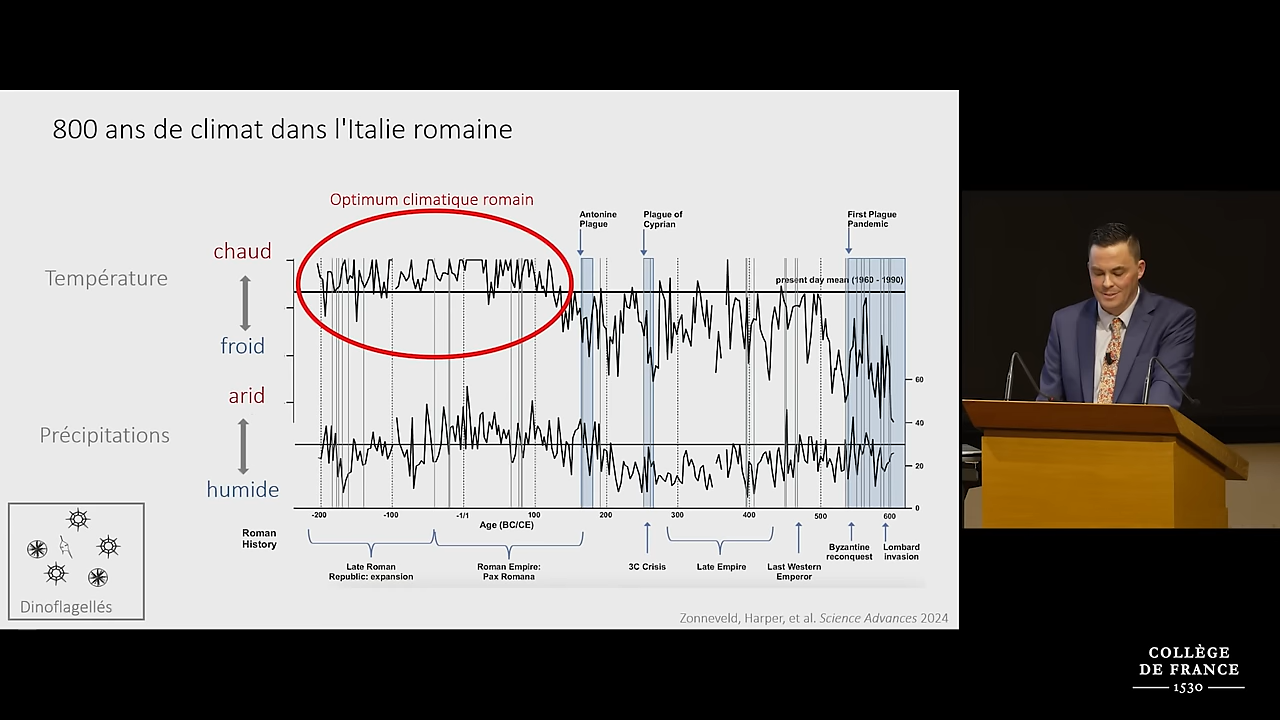 800 ans de climat dans l'Italie romaine
Optimum climatique romain
Antonine
Plague
Plague of
Cyprian
First Plague
Pandemic
chaud
Température
froid
present day mean (1960 - 1990)
arid
Précipitations
humide
60
40
20
0
-200
-100
-1/1
100
200
300
400
500
600
Age (BC/CE)
Roman
History
Late Roman
Republic: expansion
Roman Empire:
Pax Romana
3C Crisis
Late Empire
Last Western
Emperor
Byzantine
reconquest
Lombard
invasion
Dinoflagellés
Zonneveld, Harper, et al. Science Advances 2024
COLLÈGE
DE FRANCE
1530